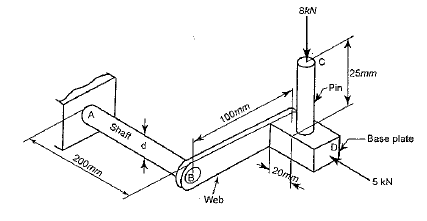 8kN
C
25mm
Pin
100mm
A
Shaft
d
Base plate
D
200mm
20mm
B
5 kN
Web